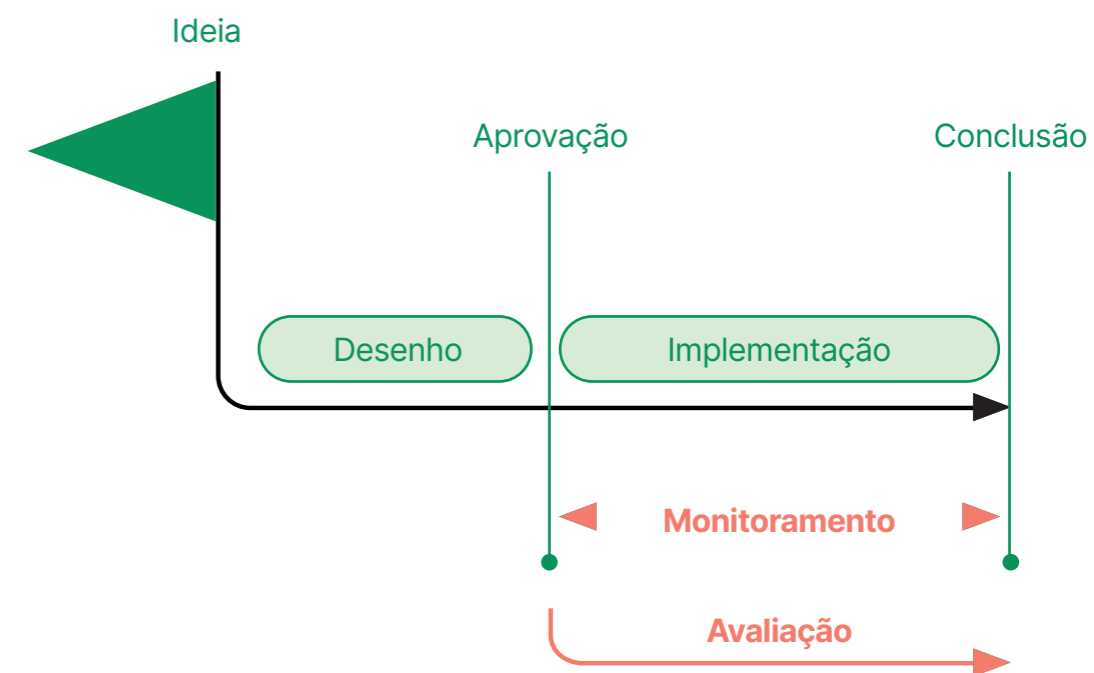 Ideia
Aprovação
Conclusão
Desenho
Implementação
Monitoramento
Avaliação